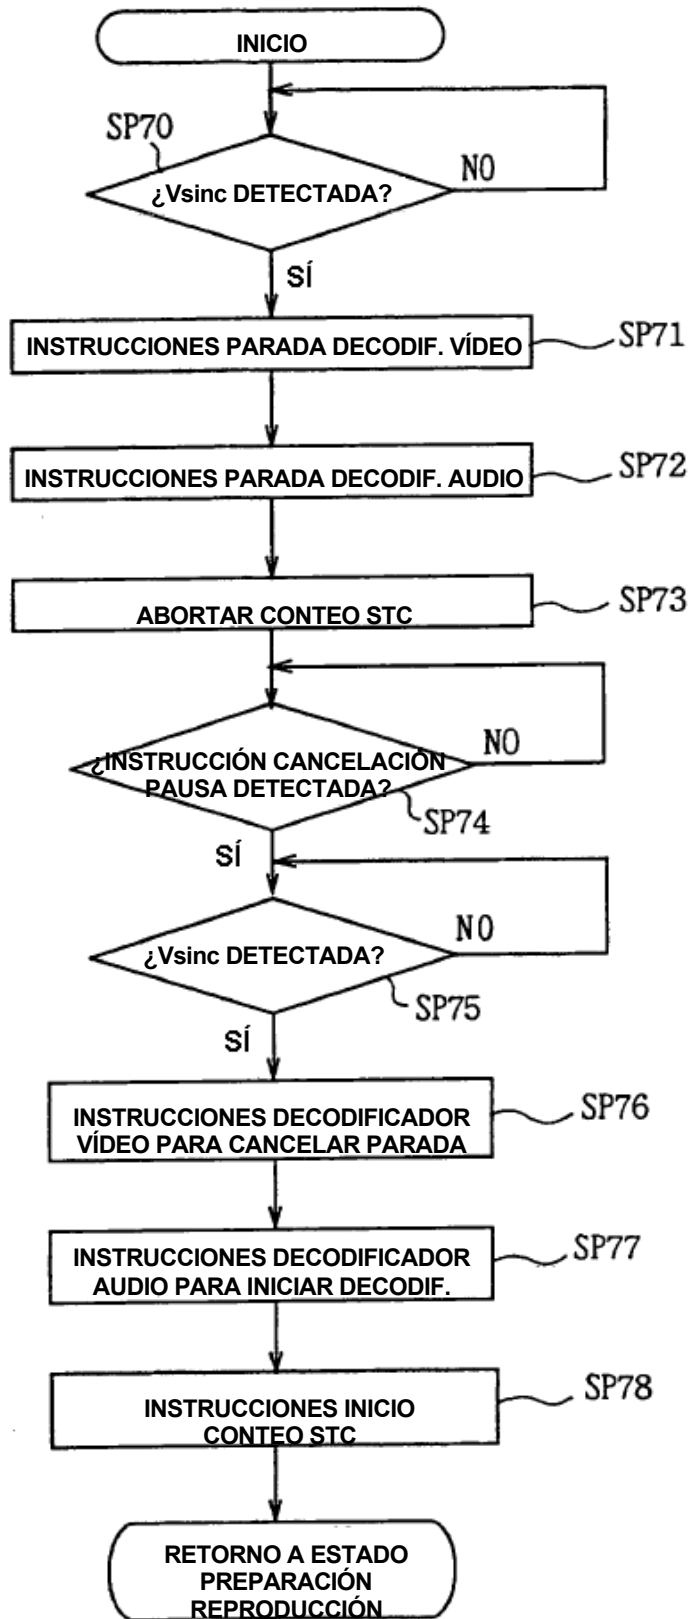 INICIO
SP70
¿Vsinc DETECTADA?
NO
SÍ
INSTRUCCIONES PARADA DECODIF. VÍDEO
SP71
INSTRUCCIONES PARADA DECODIF. AUDIO
SP72
ABORTAR CONTEO STC
SP73
¿INSTRUCCIÓN CANCELACIÓN
PAUSA DETECTADA?
NO
SP74
SÍ
¿Vsinc DETECTADA?
NO
SP75
SÍ
INSTRUCCIONES DECODIFICADOR
VÍDEO PARA CANCELAR PARADA
SP76
INSTRUCCIONES DECODIFICADOR
AUDIO PARA INICIAR DECODIF.
SP77
INSTRUCCIONES INICIO
CONTEO STC
SP78
RETORNO A ESTADO
PREPARACIÓN
REPRODUCCIÓN